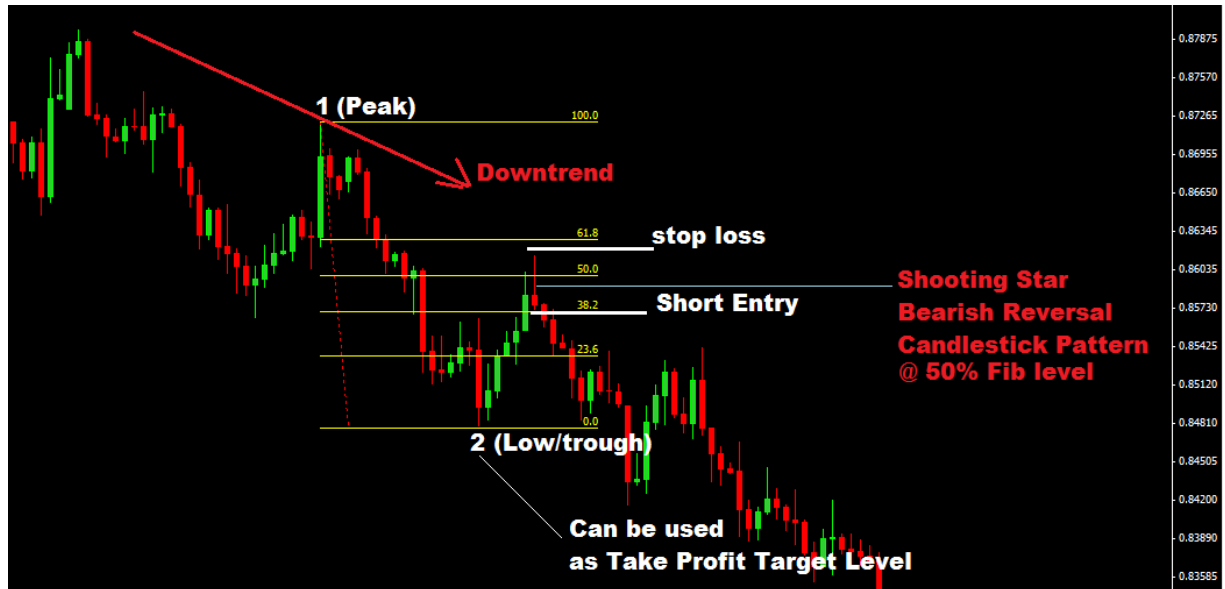 0.87875
0.87570
1 (Peak)
100.0
0.87265
0.86955
Downtrend
0.86650
61.8
stop loss
0.86345
50.0
0.86035
Shooting Star
38.2
Short Entry
Bearish Reversal
0.85730
23.6
Candlestick Pattern
0.85425
@ 50% Fib level
0.85120
0.0
0.84810
2 (Low/trough)
0.84505
0.84200
Can be used
0.83890
as Take Profit Target Level
0.83585